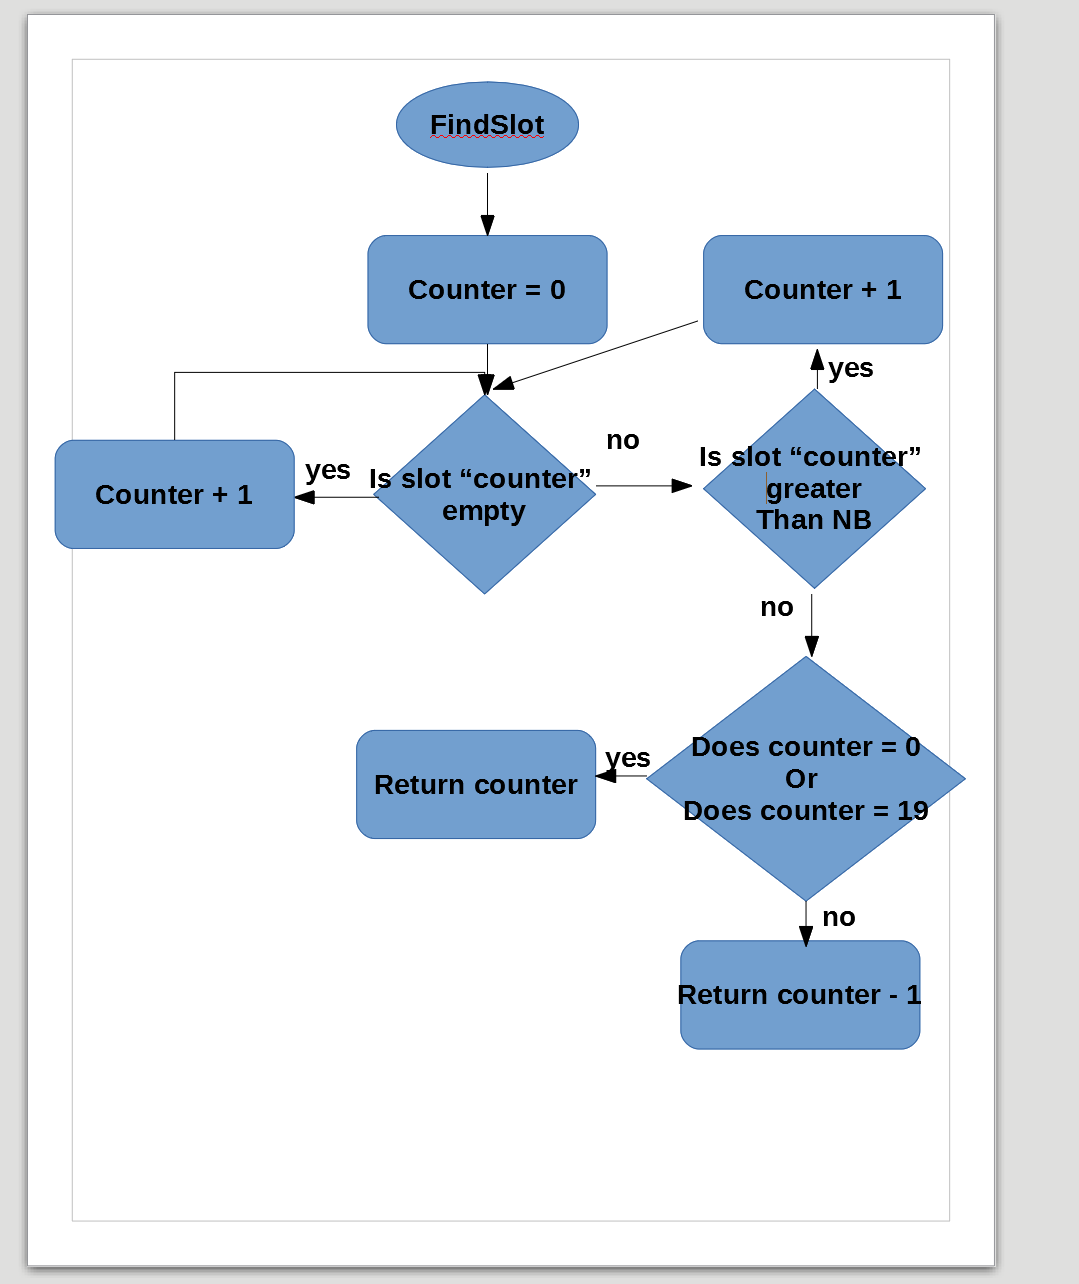 FindSlot
Counter = 0
Counter + 1
yes
no
Is slot “counter”
greater
Than NB
Is slot “counter”
empty
yes
Counter + 1
no
Does counter = 0
Or
Does counter = 19
yes
Return counter
no
Return counter - 1